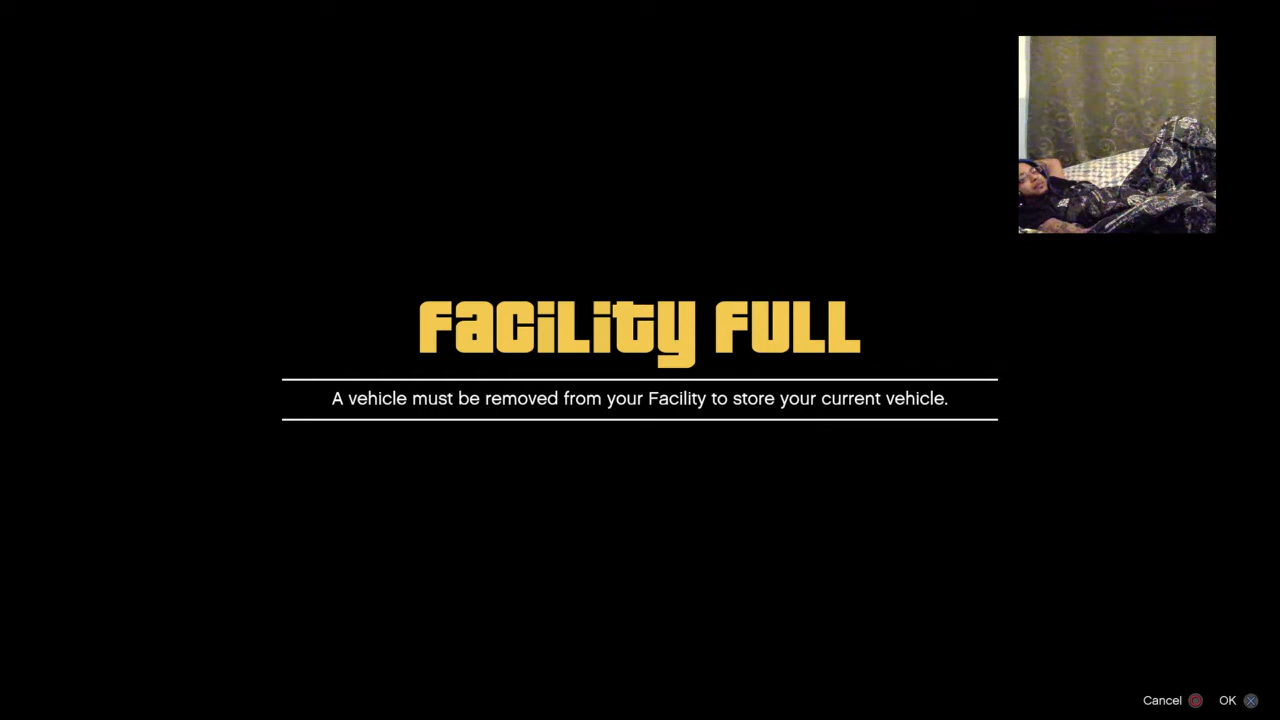 FACILITY FULL
A vehicle must be removed from your Facility to store your current vehicle.
Cancel OK